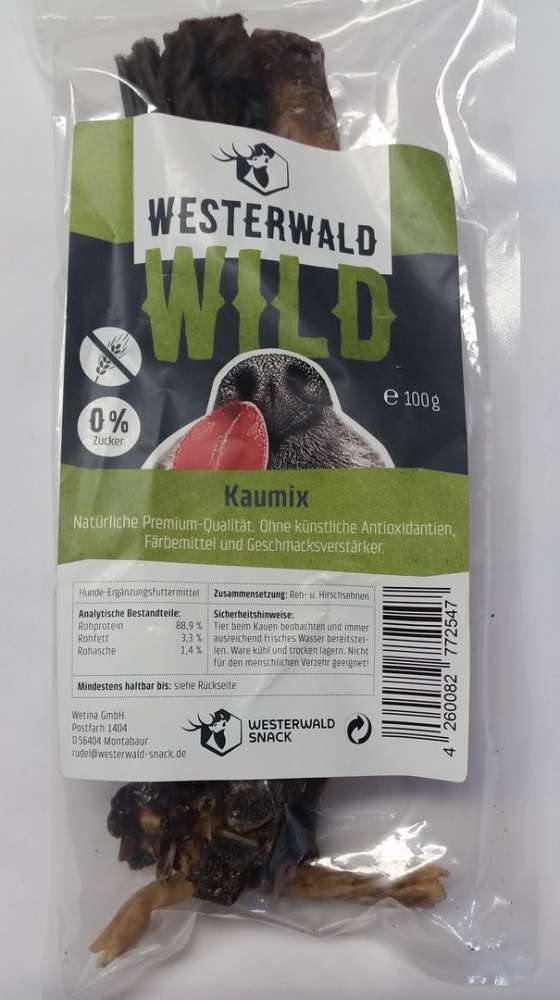 WESTERWALD
WILD
0%
Zucker
℮ 100g
Kaumix
Natürliche Premium-Qualität. Ohne künstliche Antioxidantien,
Färbemittel und Geschmacksverstärker.
Hunde-Ergänzungsfuttermittel
Analytische Bestandteile:
Rohprotein 88,9 %
Rohfett 3,3 %
Rohasche 1,4 %
Zusammensetzung: Reh- u. Hirschsehnen
Sicherheitshinweise:
Tier beim Kauen beobachten und immer
ausreichend frisches Wasser bereitstel-
len. Ware kühl und trocken lagern. Nicht
für den menschlichen Verzehr geeignet!
Mindestens haltbar bis: siehe Rückseite
Wetina GmbH
Postfach 1404
D 56404 Montabaur
rudel@westerwald-snack.de
WESTERWALD
SNACK
4 260082 772547